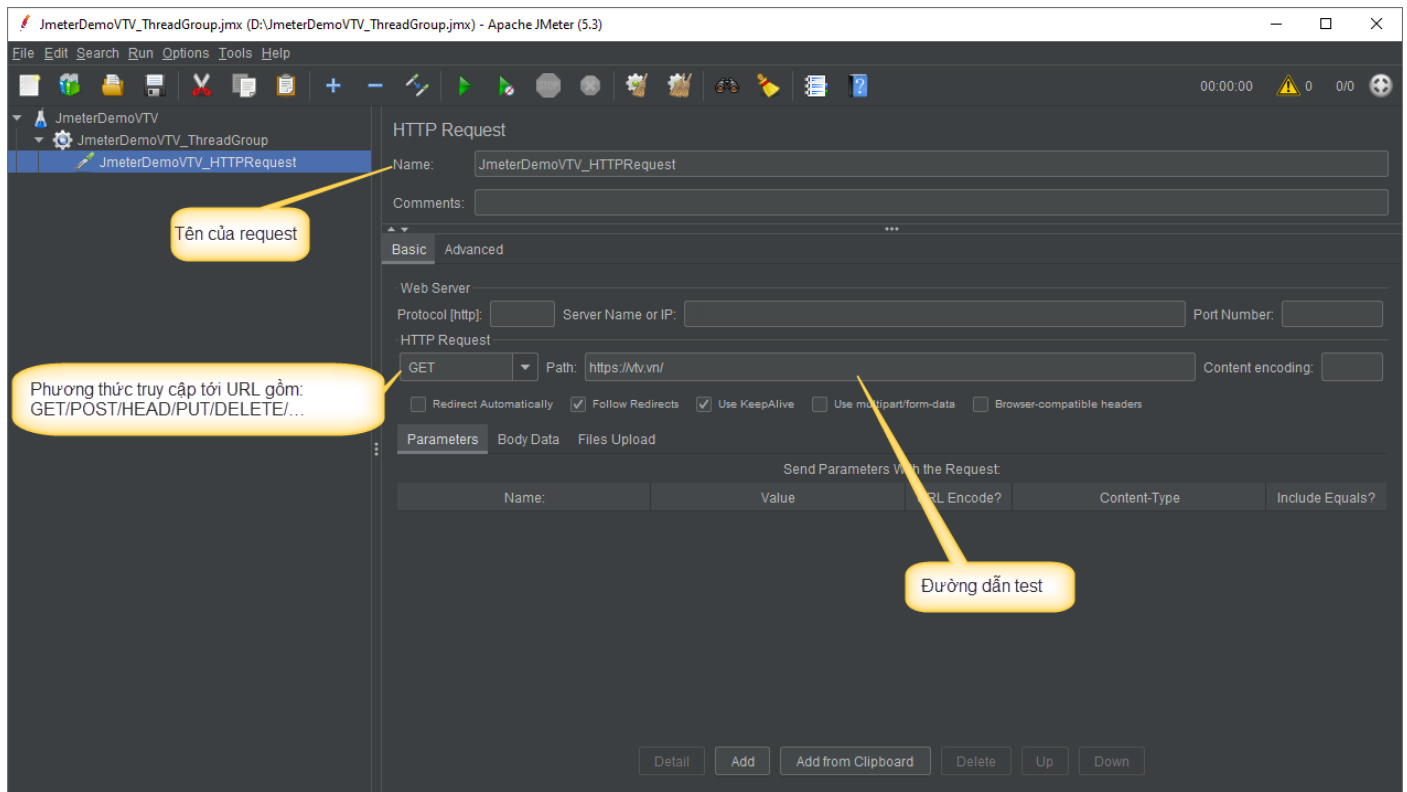 JmeterDemoVTV_ThreadGroup.jmx (D:\JmeterDemoVTV_ThreadGroup.jmx) - Apache JMeter (5.3)
File Edit Search Run Options Tools Help
STOP
?
00:00:00 0 0/0
JmeterDemoVTV
JmeterDemoVTV_ThreadGroup
JmeterDemoVTV_HTTPRequest
HTTP Request
Name: JmeterDemoVTV_HTTPRequest
Comments:
Tên của request
Basic Advanced
Web Server
Protocol [http]: Server Name or IP: Port Number:
HTTP Request
GET Path: https://vtv.vn/ Content encoding:
Phương thức truy cập tới URL gồm:
GET/POST/HEAD/PUT/DELETE/...
Redirect Automatically Follow Redirects Use KeepAlive Use multipart/form-data Browser-compatible headers
Parameters Body Data Files Upload
Send Parameters With the Request:
Name: Value URL Encode? Content-Type Include Equals?
Đường dẫn test
Detail Add Add from Clipboard Delete Up Down